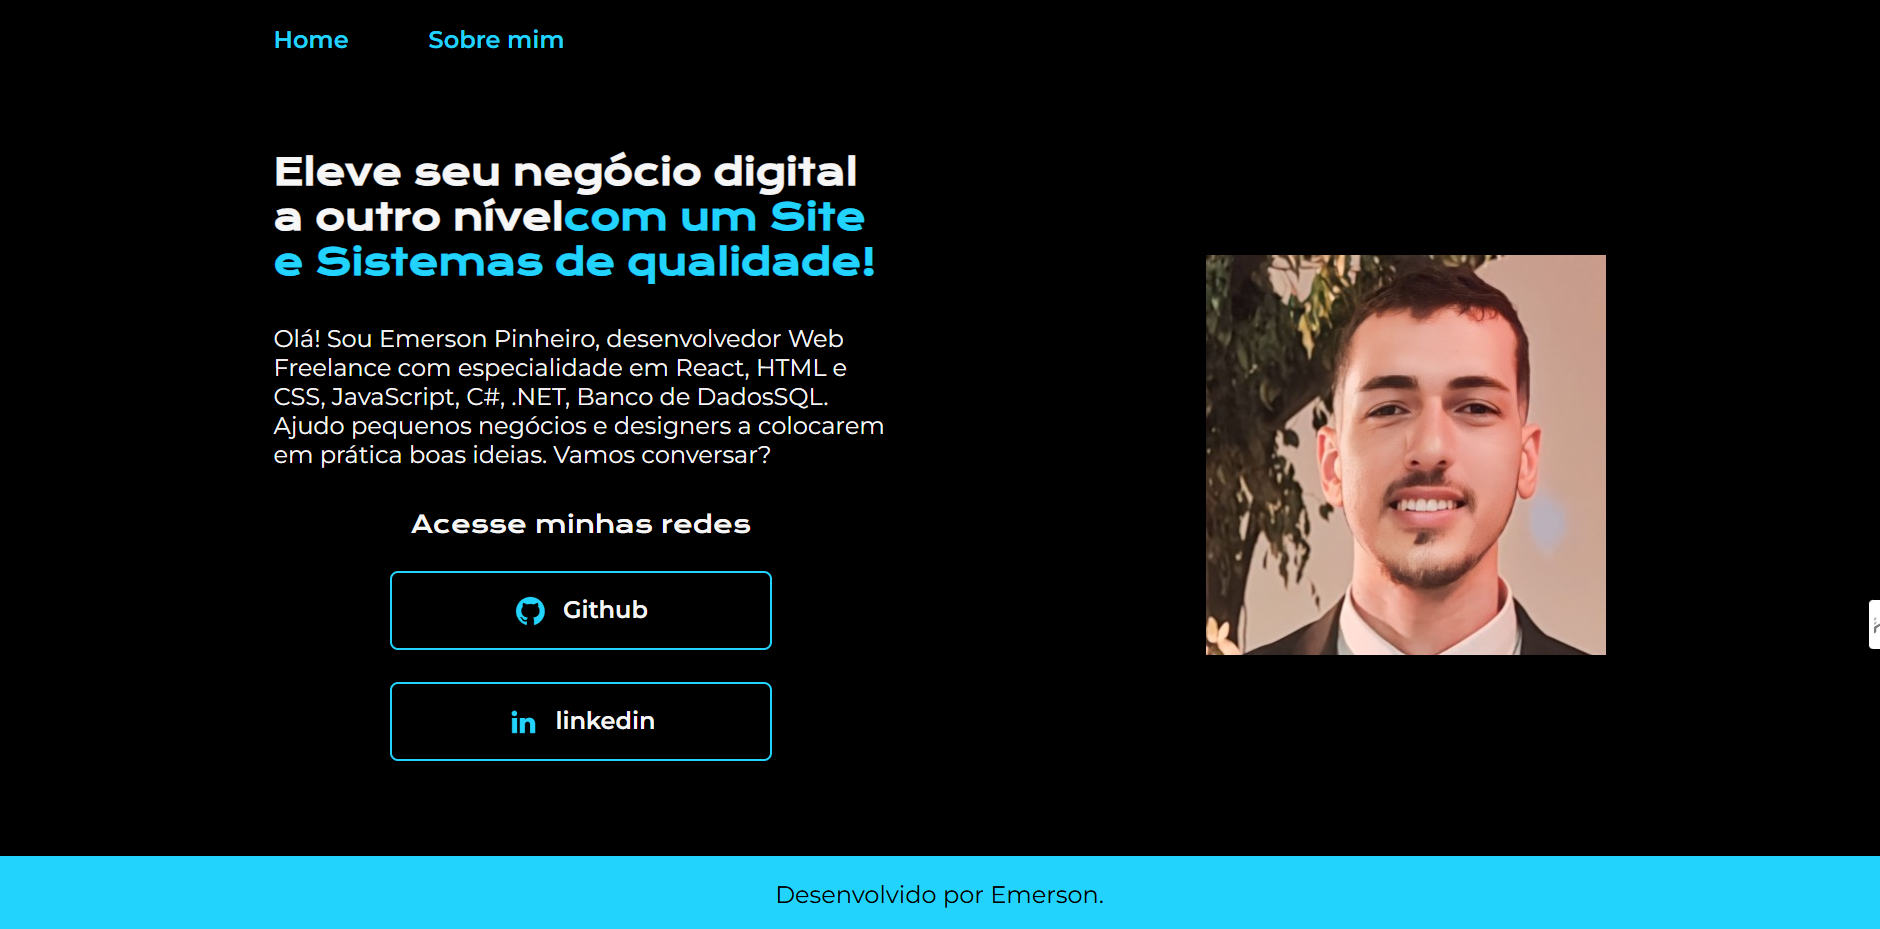 Home Sobre mim
Eleve seu negócio digital
a outro nívelcom um Site
e Sistemas de qualidade!
Olá! Sou Emerson Pinheiro, desenvolvedor Web
Freelance com especialidade em React, HTML e
CSS, JavaScript, C#, .NET, Banco de DadosSQL.
Ajudo pequenos negócios e designers a colocarem
em prática boas ideias. Vamos conversar?
Acesse minhas redes
Github
in linkedin
Desenvolvido por Emerson.